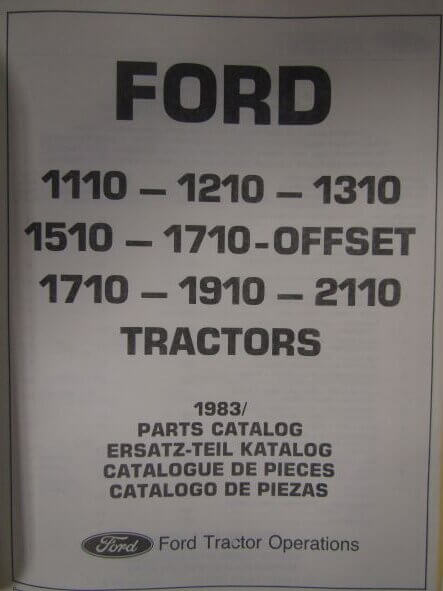 FORD
1110 – 1210 – 1310
1510 – 1710-OFFSET
1710 – 1910 – 2110
TRACTORS
1983/
PARTS CATALOG
ERSATZ-TEIL KATALOG
CATALOGUE DE PIECES
CATALOGO DE PIEZAS
Ford Ford Tractor Operations